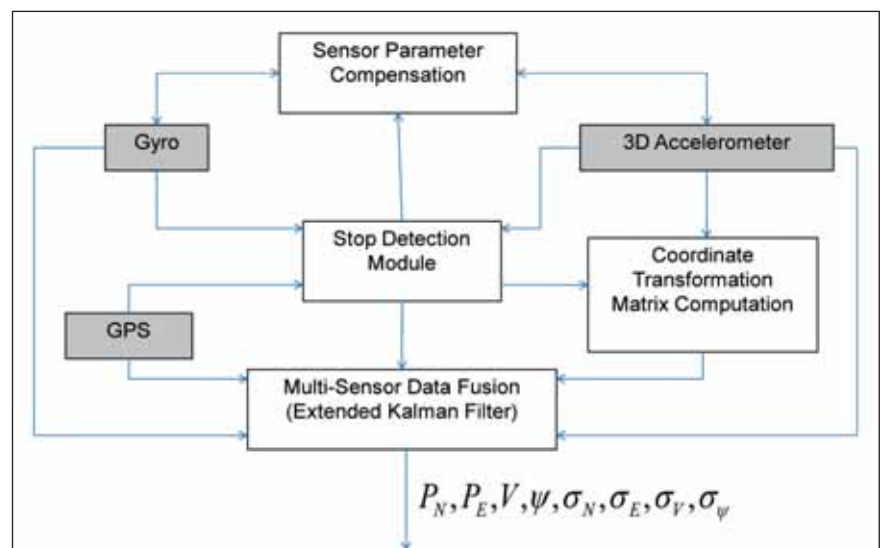 Sensor Parameter
Compensation
Gyro
3D Accelerometer
Stop Detection
Module
Coordinate
Transformation
Matrix Computation
GPS
Multi-Sensor Data Fusion
(Extended Kalman Filter)
P_N, P_E, V, ψ, σ_N, σ_E, σ_V, σ_ψ